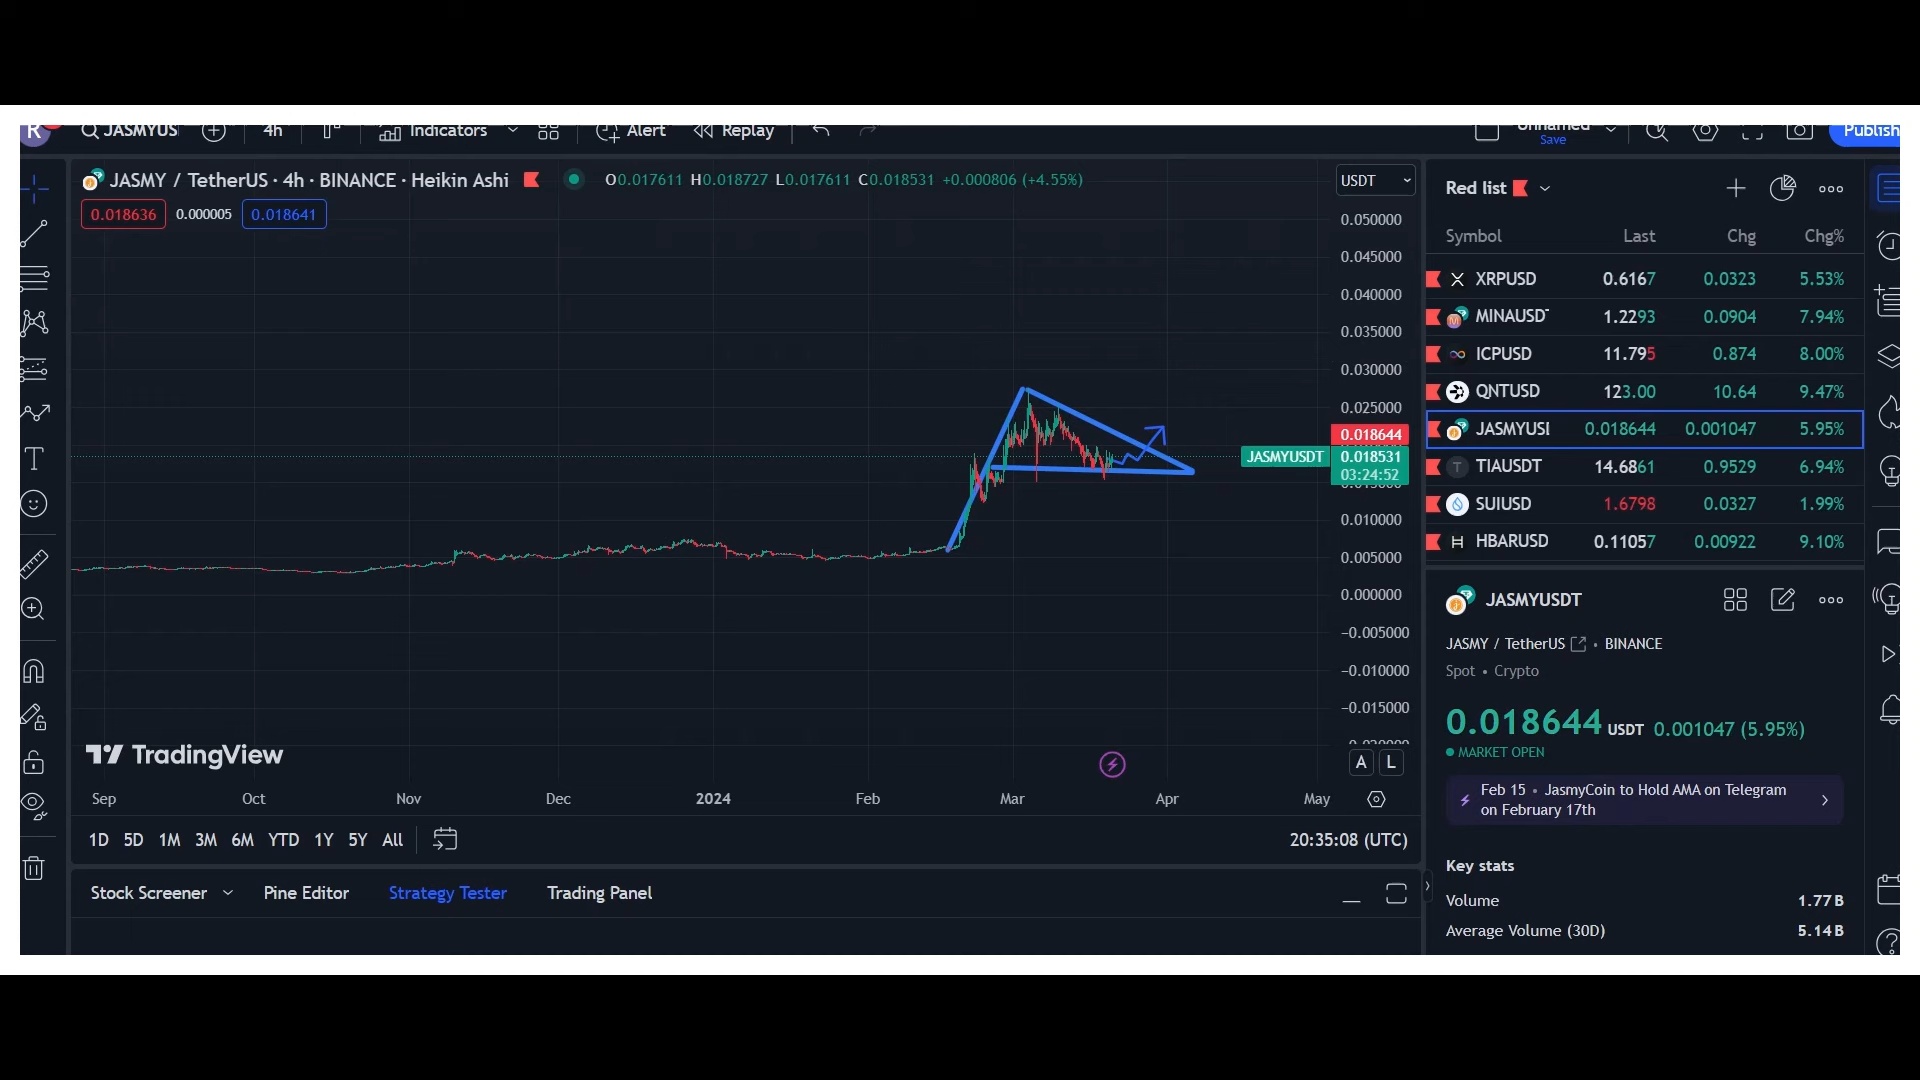 R
JASMYUS
4h
Indicators
Alert
Replay
Unnamed
Save
Publish
JASMY / TetherUS · 4h · BINANCE · Heikin Ashi
O0.017611 H0.018727 L0.017611 C0.018531 +0.000806 (+4.55%)
0.018636
0.000005
0.018641
USDT
0.050000
0.045000
0.040000
0.035000
0.030000
0.025000
0.018644
JASMYUSDT
0.018531
03:24:52
0.010000
0.005000
0.000000
−0.005000
−0.010000
−0.015000
A
L
TradingView
Sep
Oct
Nov
Dec
2024
Feb
Mar
Apr
May
1D 5D 1M 3M 6M YTD 1Y 5Y All
20:35:08 (UTC)
Stock Screener
Pine Editor
Strategy Tester
Trading Panel
Red list
Symbol Last Chg Chg%
XRPUSD 0.6167 0.0323 5.53%
MINAUSDT 1.2293 0.0904 7.94%
ICPUSD 11.795 0.874 8.00%
QNTUSD 123.00 10.64 9.47%
JASMYUSI 0.018644 0.001047 5.95%
TIAUSDT 14.6861 0.9529 6.94%
SUIUSD 1.6798 0.0327 1.99%
HBARUSD 0.11057 0.00922 9.10%
JASMYUSDT
JASMY / TetherUS • BINANCE
Spot • Crypto
0.018644 USDT 0.001047 (5.95%)
MARKET OPEN
Feb 15 • JasmyCoin to Hold AMA on Telegram
on February 17th
Key stats
Volume 1.77B
Average Volume (30D) 5.14B